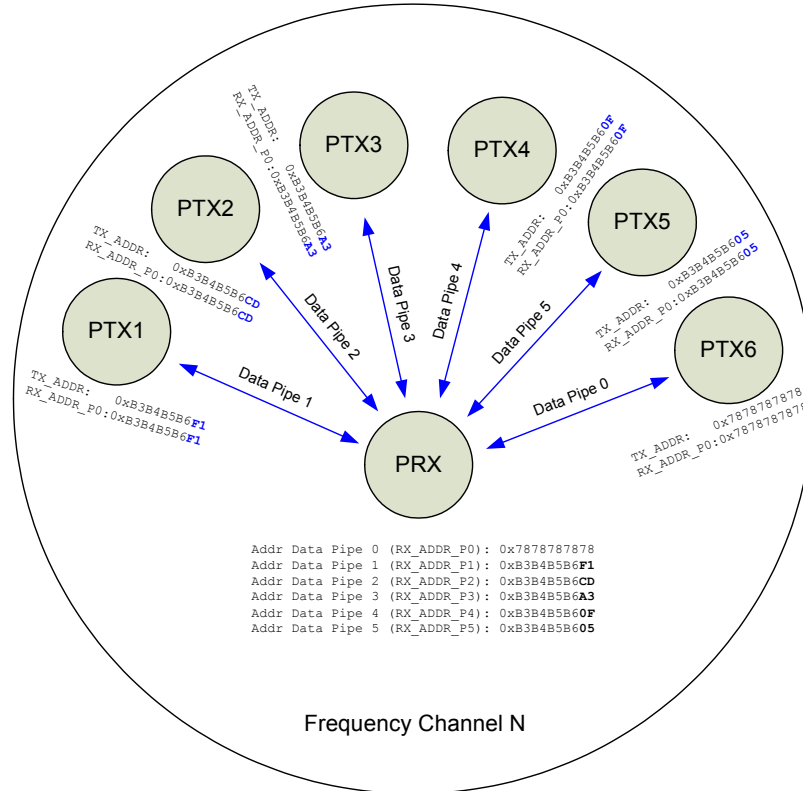 PTX3
PTX4
PTX2
PTX5
PTX1
PTX6
PRX
TX_ADDR: 0xB3B4B5B6F1
RX_ADDR_P0:0xB3B4B5B6F1
TX_ADDR: 0xB3B4B5B6CD
RX_ADDR_P0:0xB3B4B5B6CD
TX_ADDR: 0xB3B4B5B6A3
RX_ADDR_P0:0xB3B4B5B6A3
TX_ADDR: 0xB3B4B5B60F
RX_ADDR_P0:0xB3B4B5B60F
TX_ADDR: 0xB3B4B5B605
RX_ADDR_P0:0xB3B4B5B605
TX_ADDR: 0x7878787878
RX_ADDR_P0:0x7878787878
Data Pipe 1
Data Pipe 2
Data Pipe 3
Data Pipe 4
Data Pipe 5
Data Pipe 0
Addr Data Pipe 0 (RX_ADDR_P0): 0x7878787878
Addr Data Pipe 1 (RX_ADDR_P1): 0xB3B4B5B6F1
Addr Data Pipe 2 (RX_ADDR_P2): 0xB3B4B5B6CD
Addr Data Pipe 3 (RX_ADDR_P3): 0xB3B4B5B6A3
Addr Data Pipe 4 (RX_ADDR_P4): 0xB3B4B5B60F
Addr Data Pipe 5 (RX_ADDR_P5): 0xB3B4B5B605
Frequency Channel N